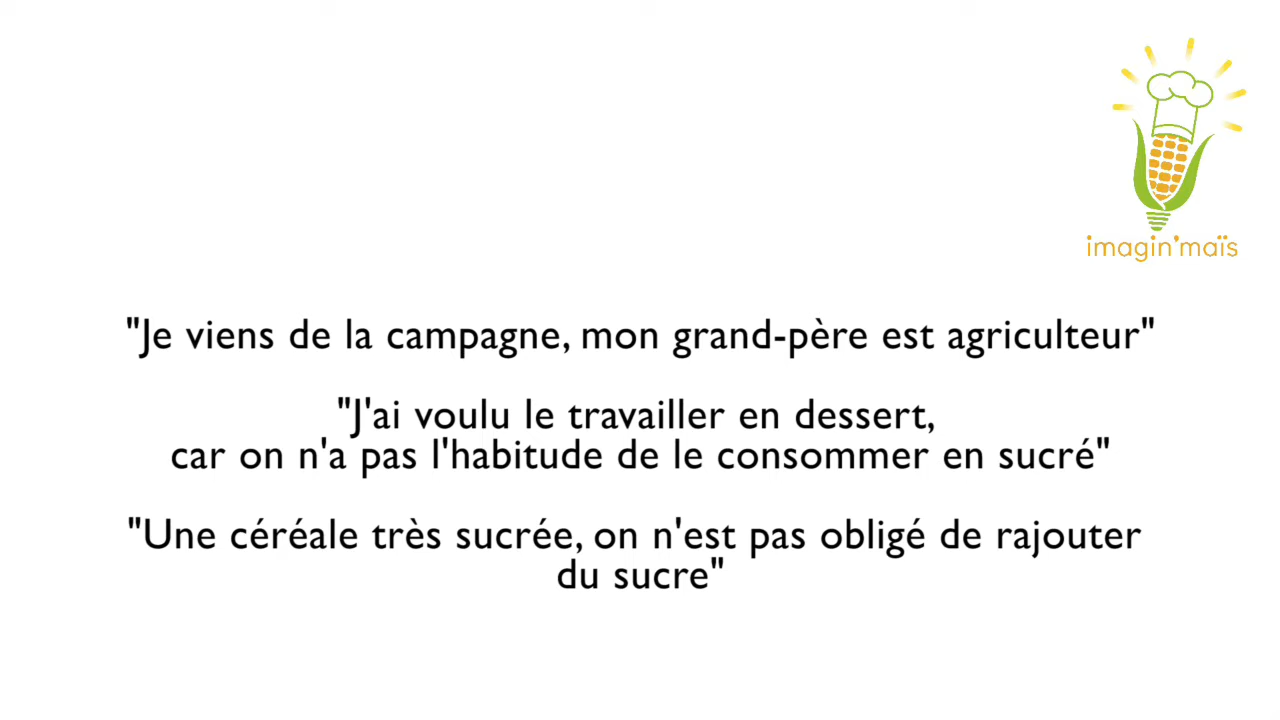 imagin'maïs
"Je viens de la campagne, mon grand-père est agriculteur"
"J'ai voulu le travailler en dessert,
car on n'a pas l'habitude de le consommer en sucré"
"Une céréale très sucrée, on n'est pas obligé de rajouter
du sucre"